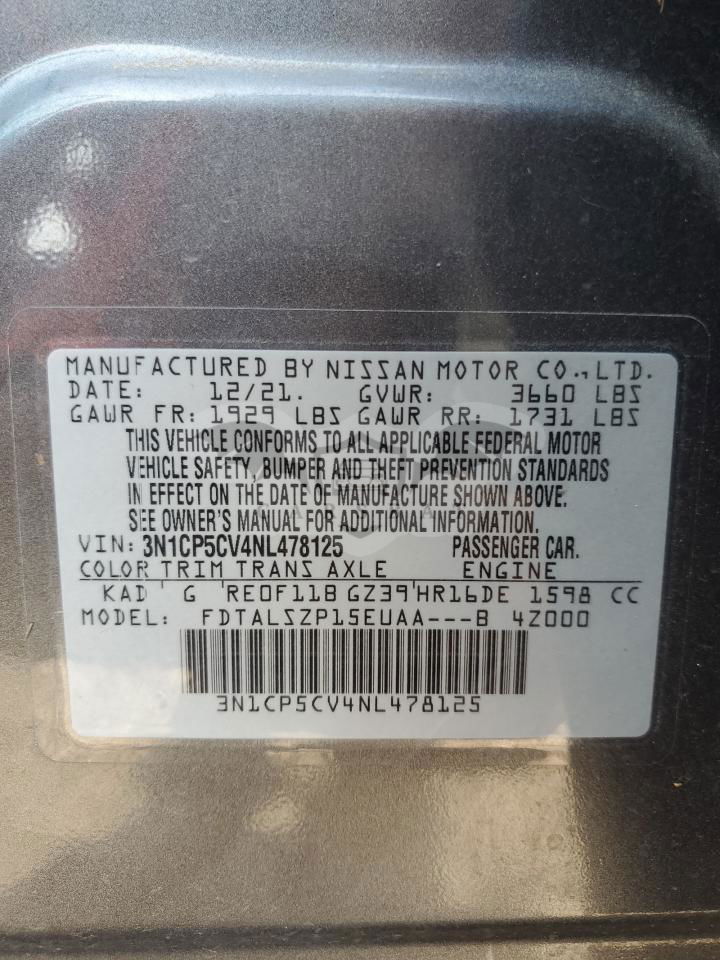 MANUFACTURED BY NISSAN MOTOR CO.,LTD.
DATE: 12/21. GVWR: 3660 LBS
GAWR FR: 1929 LBS GAWR RR: 1731 LBS
THIS VEHICLE CONFORMS TO ALL APPLICABLE FEDERAL MOTOR
VEHICLE SAFETY, BUMPER AND THEFT PREVENTION STANDARDS
IN EFFECT ON THE DATE OF MANUFACTURE SHOWN ABOVE.
SEE OWNER'S MANUAL FOR ADDITIONAL INFORMATION.
VIN: 3N1CP5CV4NL478125 PASSENGER CAR.
COLOR TRIM TRANS AXLE ENGINE
KAD G RE0F11B GZ39 HR16DE 1598 CC
MODEL: FDTALSZP15EUAA---B 4Z000
3N1CP5CV4NL478125